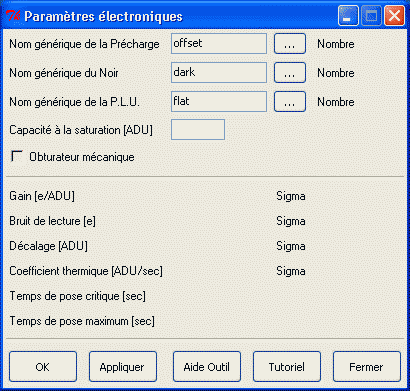 Paramètres électroniques
Nom générique de la Précharge offset ... Nombre
Nom générique du Noir dark ... Nombre
Nom générique de la P.L.U. flat ... Nombre
Capacité à la saturation [ADU]
Obturateur mécanique
Gain [e/ADU] Sigma
Bruit de lecture [e] Sigma
Décalage [ADU] Sigma
Coefficient thermique [ADU/sec] Sigma
Temps de pose critique [sec]
Temps de pose maximum [sec]
OK Appliquer Aide Outil Tutoriel Fermer